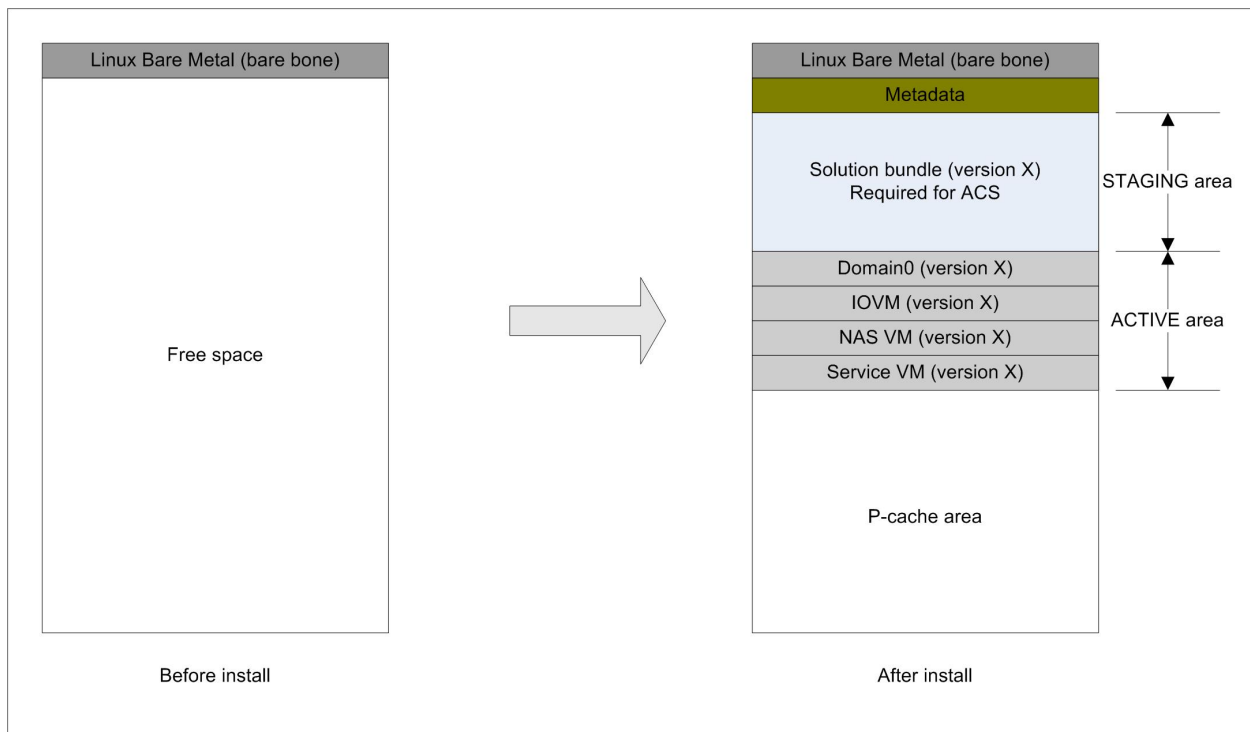 Linux Bare Metal (bare bone)
Free space
Before install
Linux Bare Metal (bare bone)
Metadata
Solution bundle (version X)
Required for ACS
STAGING area
Domain0 (version X)
IOVM (version X)
NAS VM (version X)
Service VM (version X)
ACTIVE area
P-cache area
After install